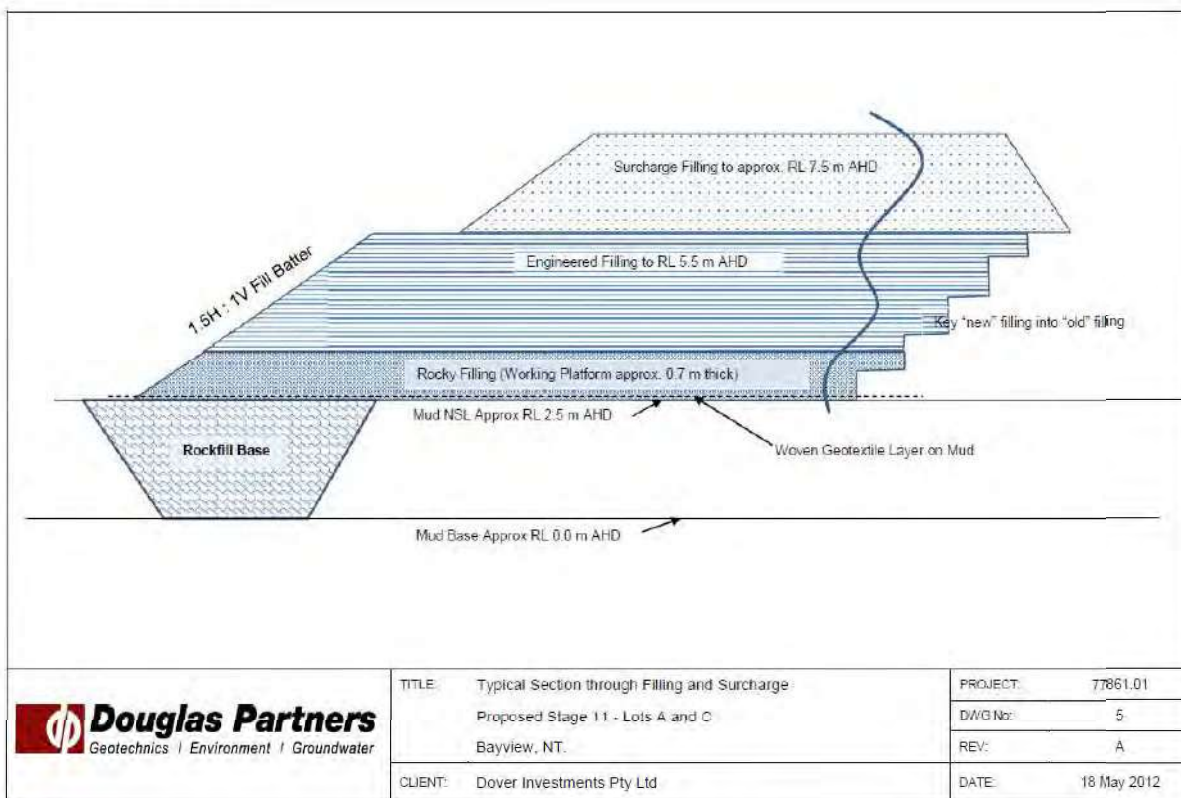 Surcharge Filling to approx. RL 7.5 m AHD
Engineered Filling to RL 5.5 m AHD
1.5H : 1V Fill Batter
Key "new" filling into "old" filling
Rocky Filling (Working Platform approx. 0.7 m thick)
Mud NSL Approx RL 2.5 m AHD
Rockfill Base
Woven Geotextile Layer on Mud
Mud Base Approx RL 0.0 m AHD
Douglas Partners
Geotechnics | Environment | Groundwater
TITLE: Typical Section through Filling and Surcharge
Proposed Stage 11 - Lots A and C
Bayview, NT.
CLIENT: Dover Investments Pty Ltd
PROJECT: 77861.01
DWG No: 5
REV: A
DATE: 18 May 2012